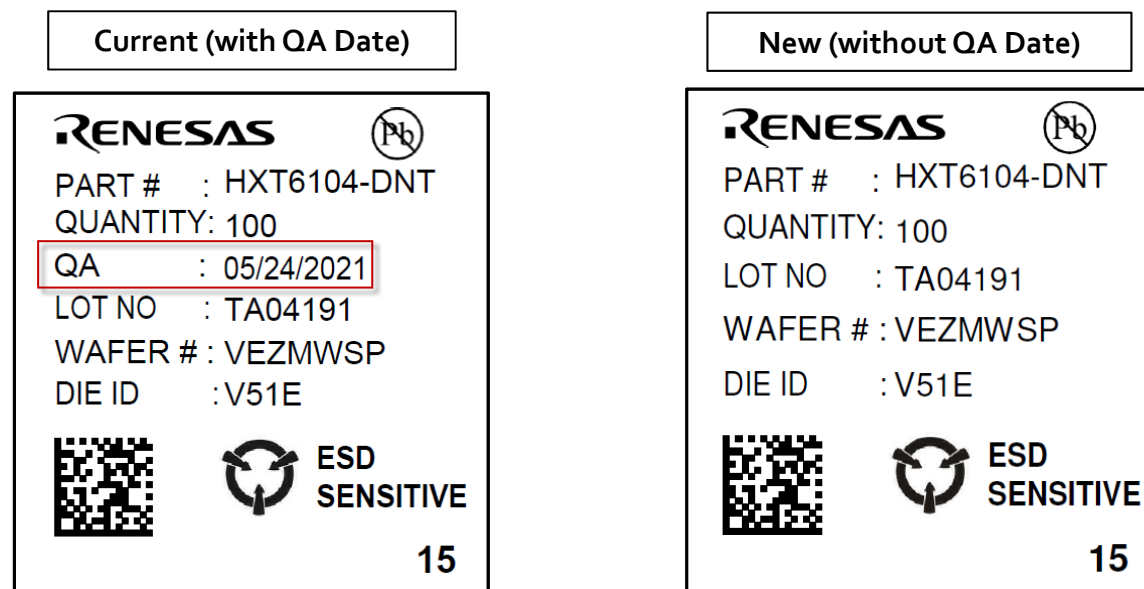 Current (with QA Date)
RENESAS Pb
PART # : HXT6104-DNT
QUANTITY: 100
QA : 05/24/2021
LOT NO : TA04191
WAFER # : VEZMWSP
DIE ID : V51E
ESD
SENSITIVE
15
New (without QA Date)
RENESAS Pb
PART # : HXT6104-DNT
QUANTITY: 100
LOT NO : TA04191
WAFER # : VEZMWSP
DIE ID : V51E
ESD
SENSITIVE
15